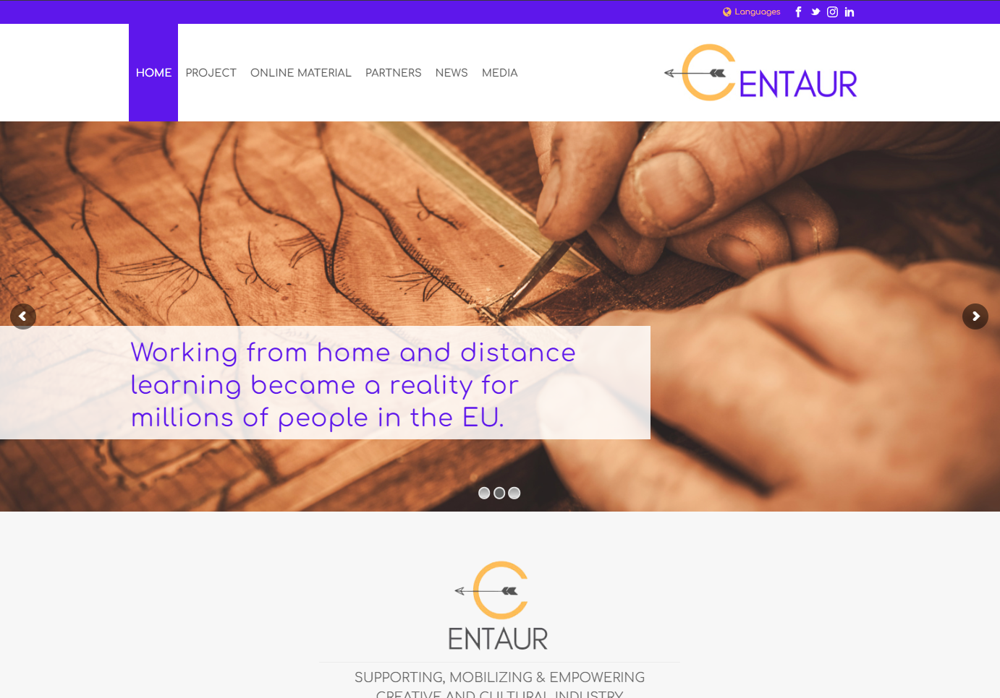 Languages
HOME PROJECT ONLINE MATERIAL PARTNERS NEWS MEDIA
CENTAUR
Working from home and distance
learning became a reality for
millions of people in the EU.
CENTAUR
SUPPORTING, MOBILIZING & EMPOWERING
CREATIVE AND CULTURAL INDUSTRY